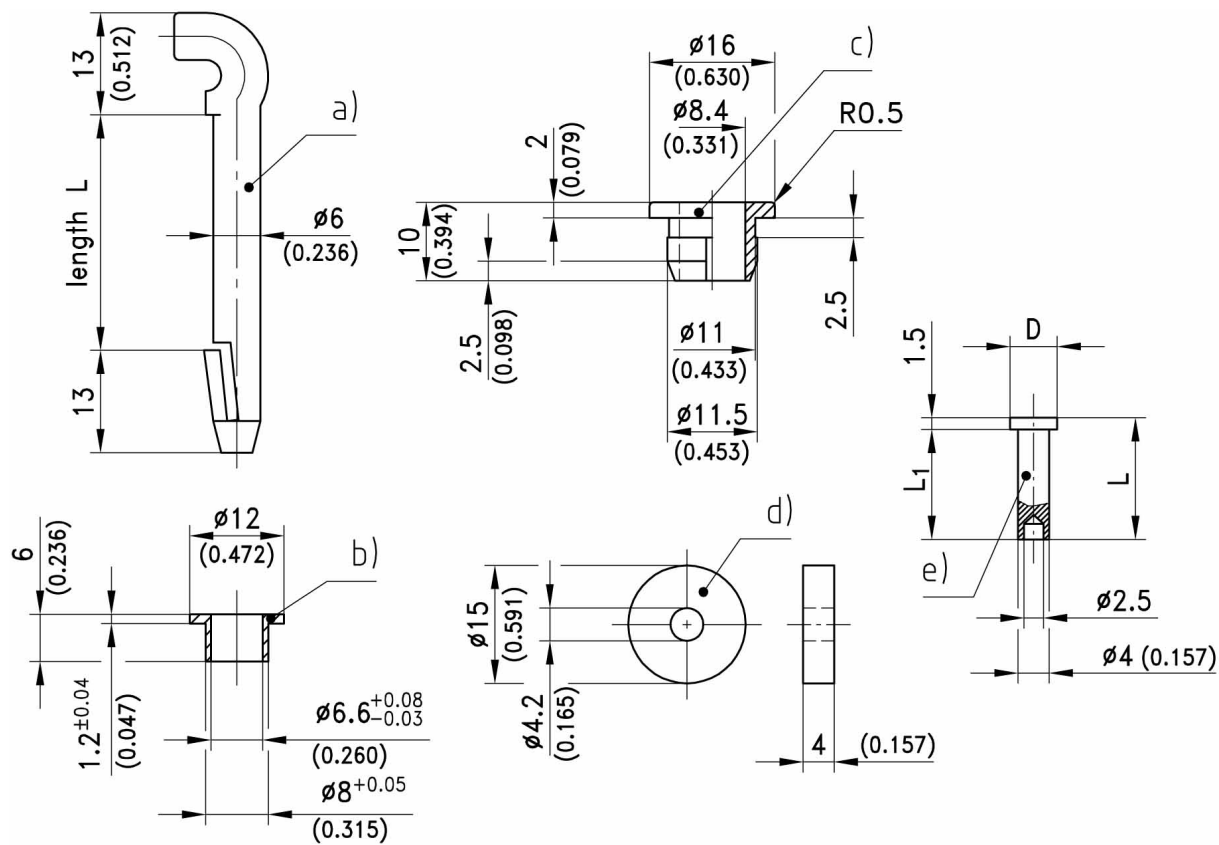 13
(0.512)
a)
length L
ø6
(0.236)
13
ø16
(0.630)
c)
ø8.4
(0.331)
R0.5
2
(0.079)
10
(0.394)
2.5
(0.098)
2.5
ø11
(0.433)
ø11.5
(0.453)
1.5
D
L1
L
e)
ø2.5
ø4 (0.157)
ø12
(0.472)
b)
6
(0.236)
1.2±0.04
(0.047)
ø6.6+0.08
-0.03
(0.260)
ø8+0.05
(0.315)
d)
ø15
(0.591)
ø4.2
(0.165)
4 (0.157)